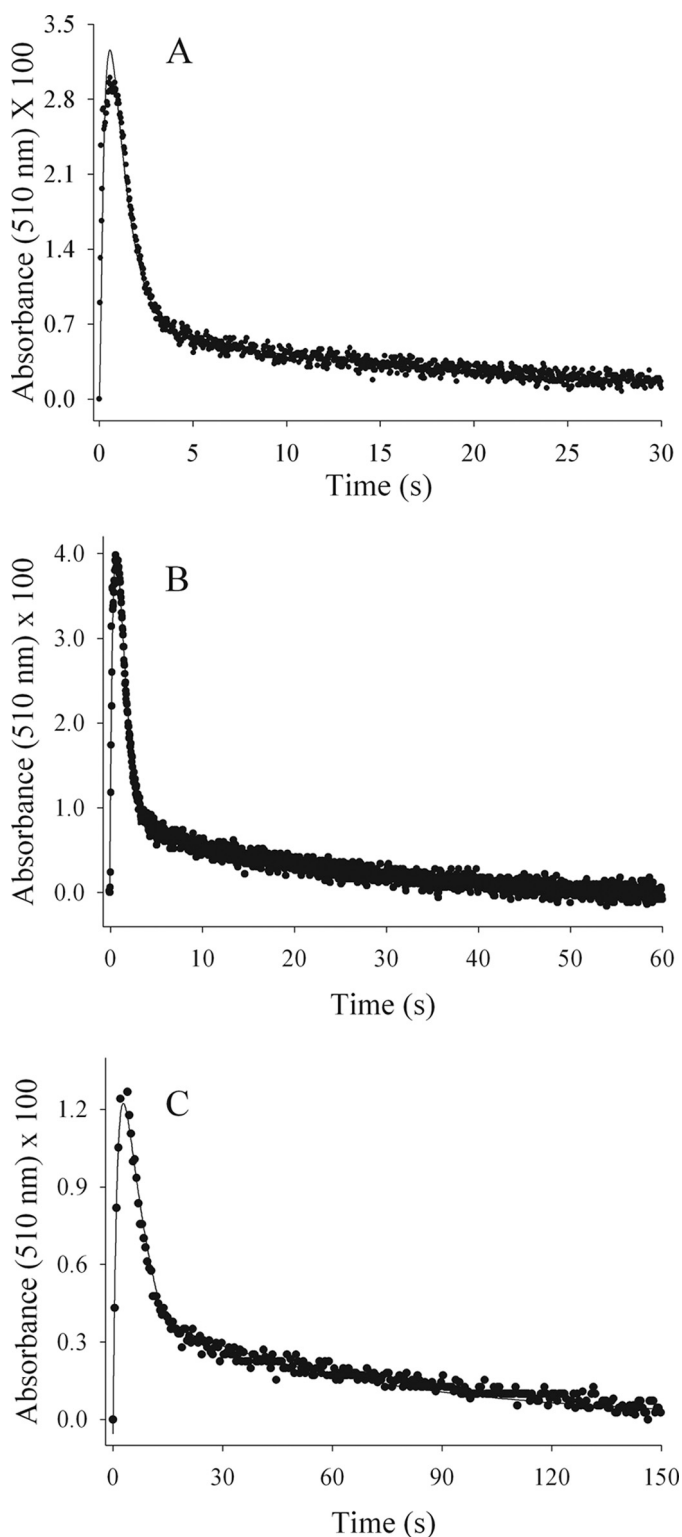 A
Absorbance (510 nm) X 100
3.5
2.8
2.1
1.4
0.7
0.0
0 5 10 15 20 25 30
Time (s)
B
Absorbance (510 nm) x 100
4.0
3.0
2.0
1.0
0.0
0 10 20 30 40 50 60
Time (s)
C
Absorbance (510 nm) x 100
1.2
0.9
0.6
0.3
0.0
0 30 60 90 120 150
Time (s)